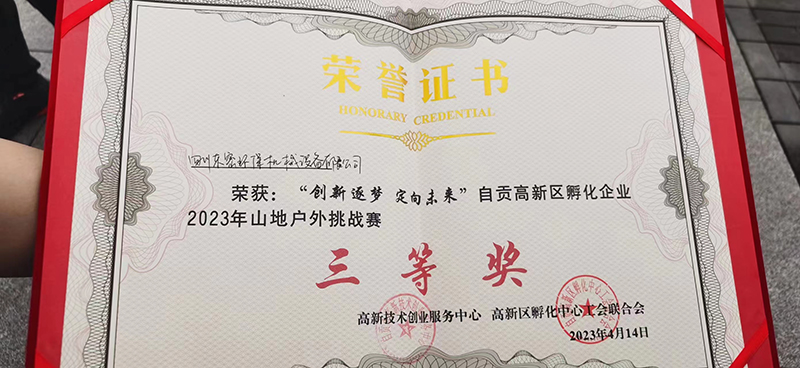 荣誉证书
HONORARY CREDENTIAL
四川东宏环保机械设备有限公司
荣获：“创新逐梦 定向未来”自贡高新区孵化企业
2023年山地户外挑战赛
三等奖
高新技术创业服务中心 高新区孵化中心工会联合会
2023年4月14日